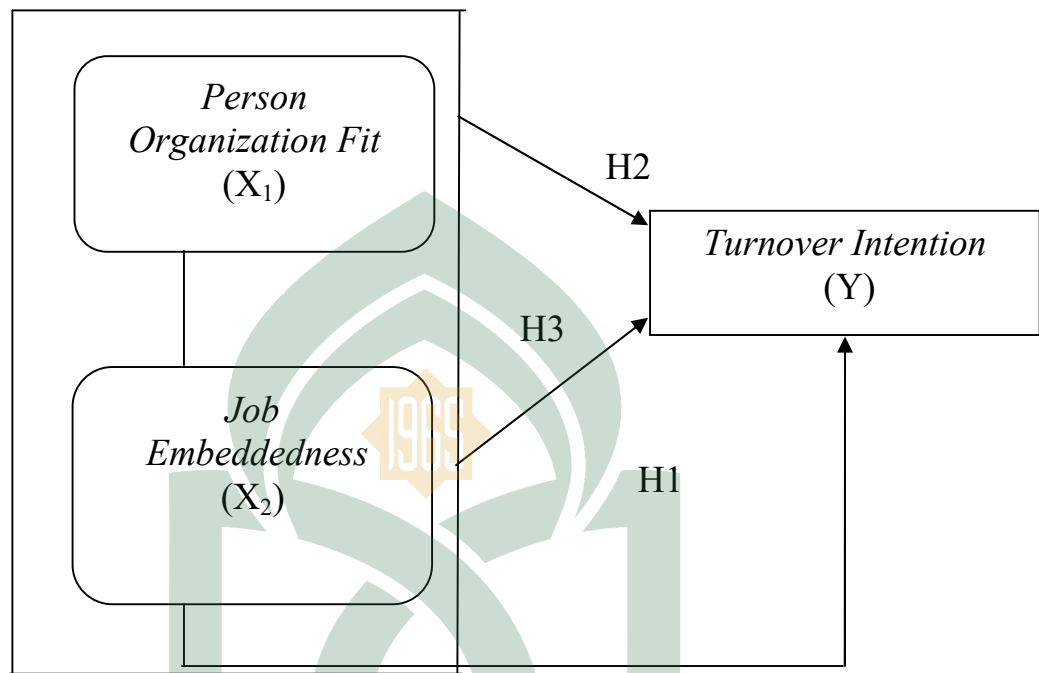 Person
Organization Fit
(X₁)
H2
Turnover Intention
(Y)
H3
Job
Embeddedness
(X₂)
1965
H1